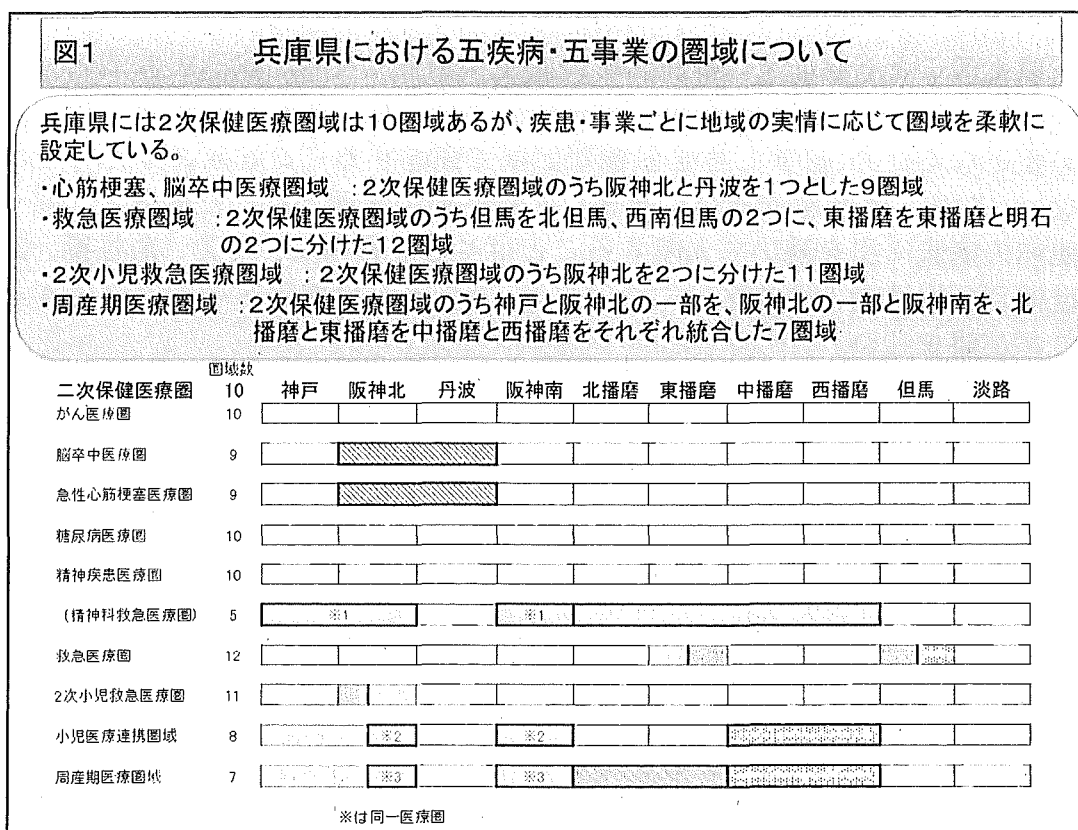 図1 兵庫県における五疾病・五事業の圏域について
兵庫県には2次保健医療圏域は10圏域あるが、疾患・事業ごとに地域の実情に応じて圏域を柔軟に
設定している。
・心筋梗塞、脳卒中医療圏域 :2次保健医療圏域のうち阪神北と丹波を1つとした9圏域
・救急医療圏域 :2次保健医療圏域のうち但馬を北但馬、西南但馬の2つに、東播磨を東播磨と明石
の2つに分けた12圏域
・2次小児救急医療圏域 :2次保健医療圏域のうち阪神北を2つに分けた11圏域
・周産期医療圏域 :2次保健医療圏域のうち神戸と阪神北の一部を、阪神北の一部と阪神南を、北
播磨と東播磨を中播磨と西播磨をそれぞれ統合した7圏域
圏域数
二次保健医療圏 10 神戸 阪神北 丹波 阪神南 北播磨 東播磨 中播磨 西播磨 但馬 淡路
がん医療圏 10
脳卒中医療圏 9
急性心筋梗塞医療圏 9
糖尿病医療圏 10
精神疾患医療圏 10
(精神科救急医療圏) 5 ※1 ※1
救急医療圏 12
2次小児救急医療圏 11
小児医療連携圏域 8 ※2 ※2
周産期医療圏域 7 ※3 ※3
※は同一医療圏